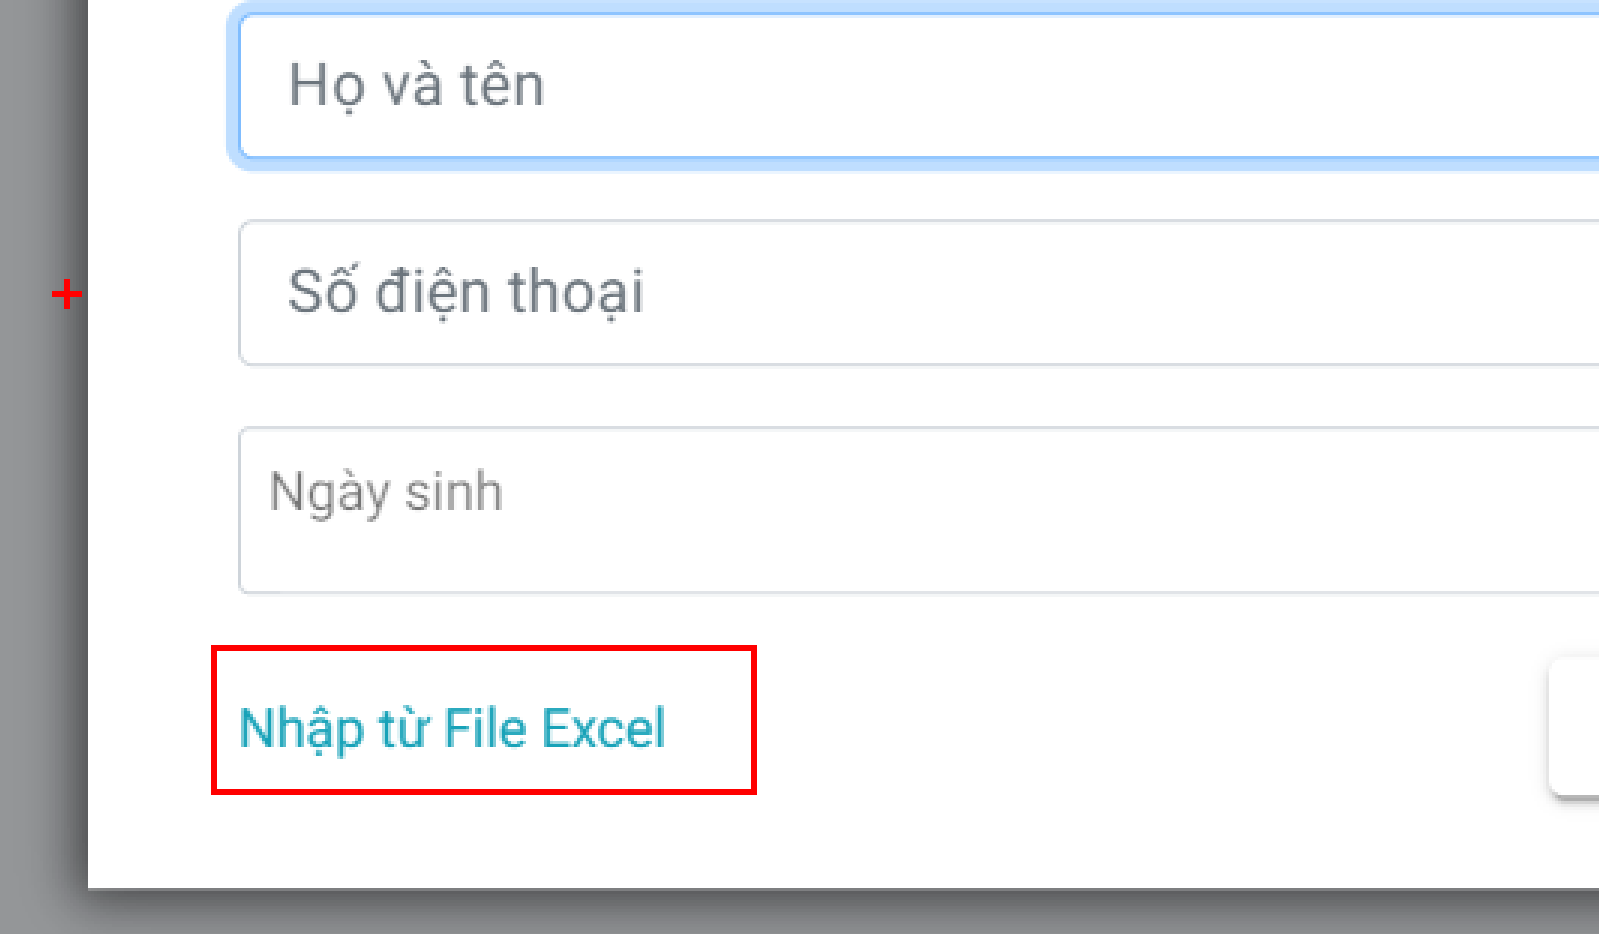 Họ và tên
Số điện thoại
Ngày sinh
Nhập từ File Excel